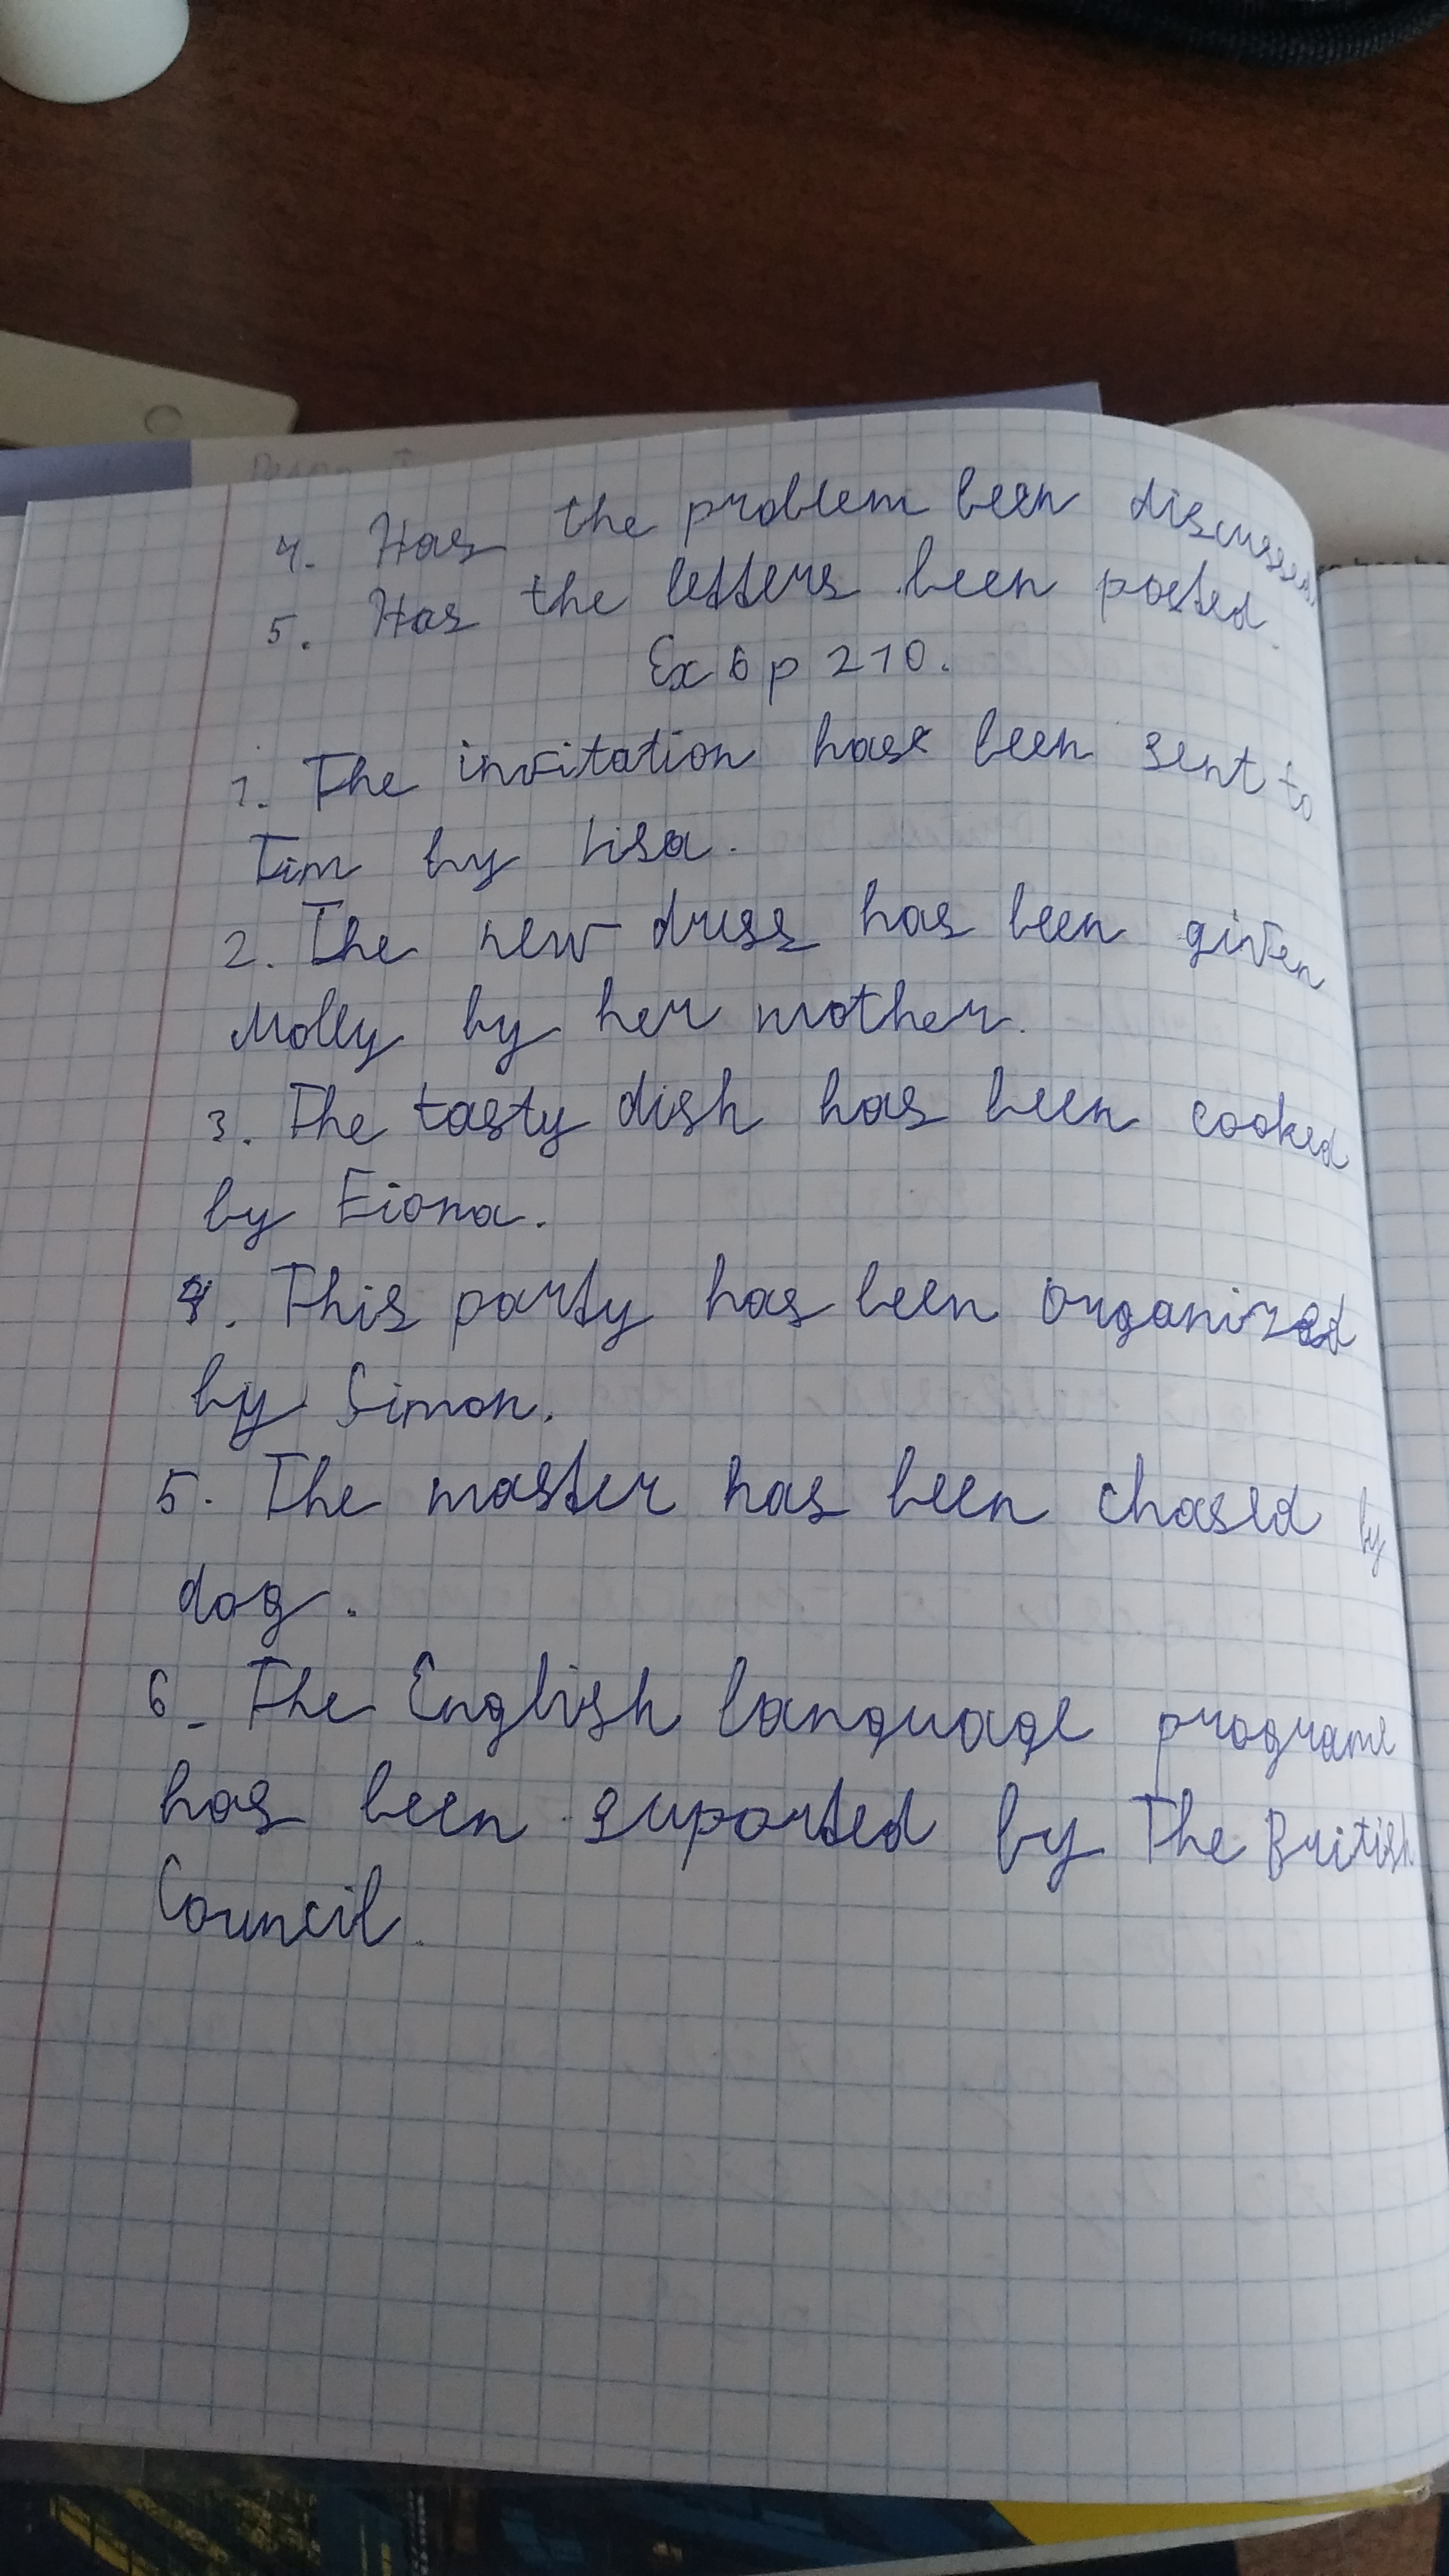 4. Has the problem been discussed.
5. Has the letters been posted.
Ex 6 p 210.
1. The invitation has been sent to
Tim by Lisa.
2. The new dress has been given
Molly by her mother.
3. The tasty dish has been cooked
by Fiona.
4. This party has been organized
by Simon.
5. The master has been chased by
dog.
6. The English language programe
has been suported by The British
Council.